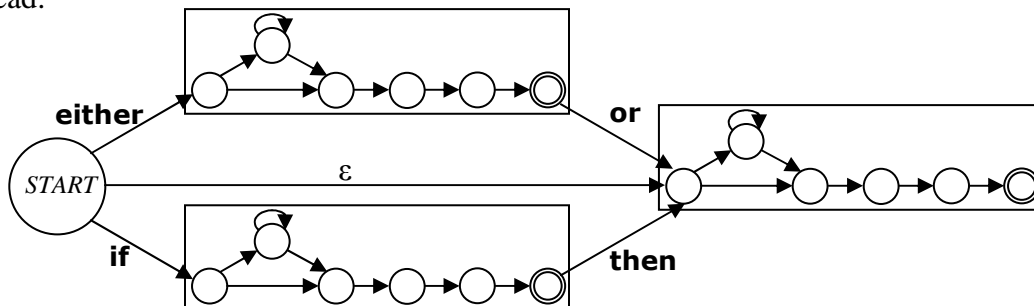 either
or
START
ε
if
then